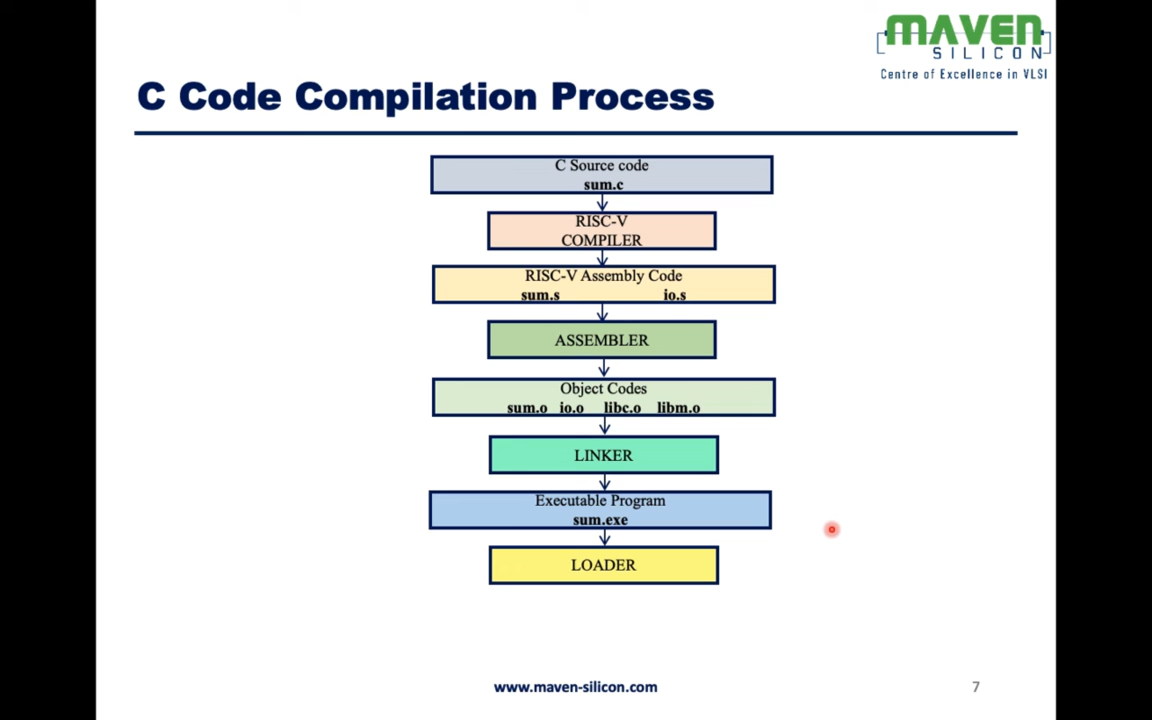 MAVEN
SILICON
Centre of Excellence in VLSI
C Code Compilation Process
C Source code
sum.c
RISC-V
COMPILER
RISC-V Assembly Code
sum.s io.s
ASSEMBLER
Object Codes
sum.o io.o libc.o libm.o
LINKER
Executable Program
sum.exe
LOADER
www.maven-silicon.com
7